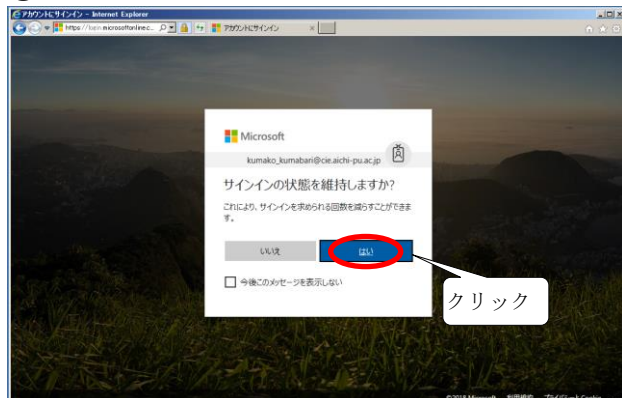 アカウントにサインイン - Internet Explorer
https://login.microsoftonline.c...
アカウントにサインイン
Microsoft
kumako_kumabari@cie.aichi-pu.ac.jp
サインインの状態を維持しますか?
これにより、サインインを求められる回数を減らすことができま
す。
いいえ
はい
今後このメッセージを表示しない
クリック
©2018 Microsoft 利用規約 プライバシーと Cookie